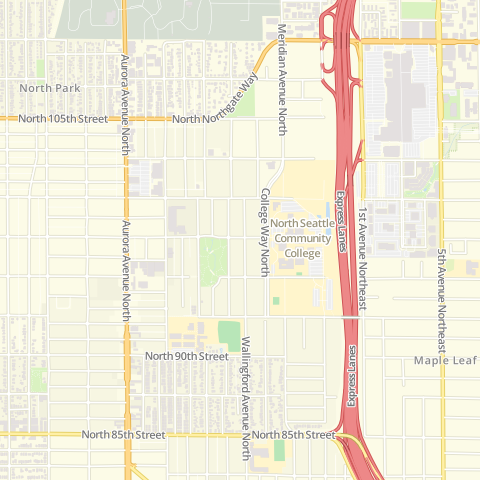 Meridian Avenue North
Aurora Avenue North
North Park
North Northgate Way
North 105th Street
College Way North
Express Lanes
1st Avenue Northeast
North Seattle
Community
College
Aurora Avenue North
5th Avenue Northeast
Wallingford Avenue North
Express Lanes
North 90th Street
Maple Leaf
North 85th Street
North 85th Street